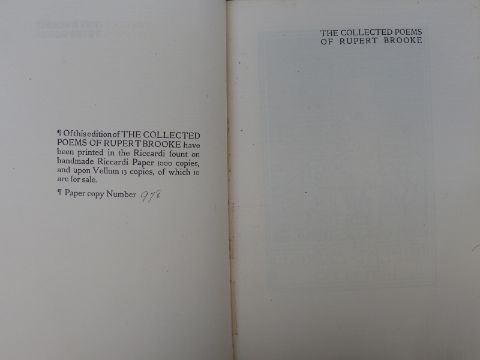 ¶ Of this edition of THE COLLECTED
POEMS OF RUPERT BROOKE have
been printed in the Riccardi fount on
handmade Riccardi Paper 1000 copies,
and upon Vellum 13 copies, of which 10
are for sale.
¶ Paper copy Number 978
THE COLLECTED POEMS
OF RUPERT BROOKE